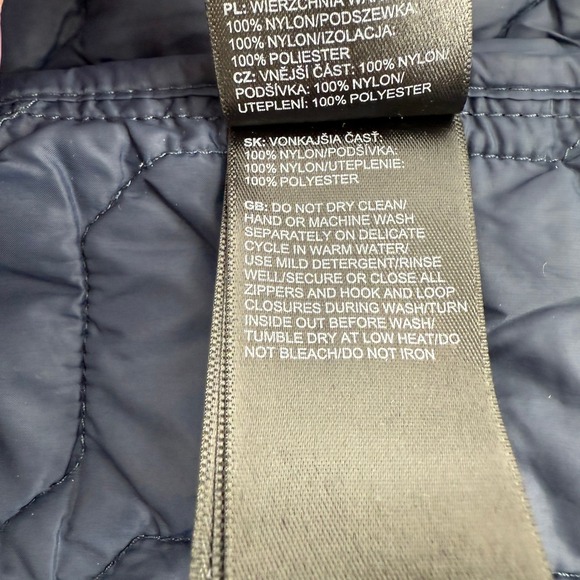 PL: WIERZCHNIA
100% NYLON/PODSZEWKA:
100% NYLON/IZOLACJA:
100% POLIESTER
CZ: VNĚJŠÍ ČÁST: 100% NYLON/
PODŠÍVKA: 100% NYLON/
UTEPLENÍ: 100% POLYESTER
SK: VONKAJŠIA ČASŤ:
100% NYLON/PODŠÍVKA:
100% NYLON/UTEPLENIE:
100% POLYESTER
GB: DO NOT DRY CLEAN/
HAND OR MACHINE WASH
SEPARATELY ON DELICATE
CYCLE IN WARM WATER/
USE MILD DETERGENT/RINSE
WELL/SECURE OR CLOSE ALL
ZIPPERS AND HOOK AND LOOP
CLOSURES DURING WASH/TURN
INSIDE OUT BEFORE WASH/
TUMBLE DRY AT LOW HEAT/DO
NOT BLEACH/DO NOT IRON